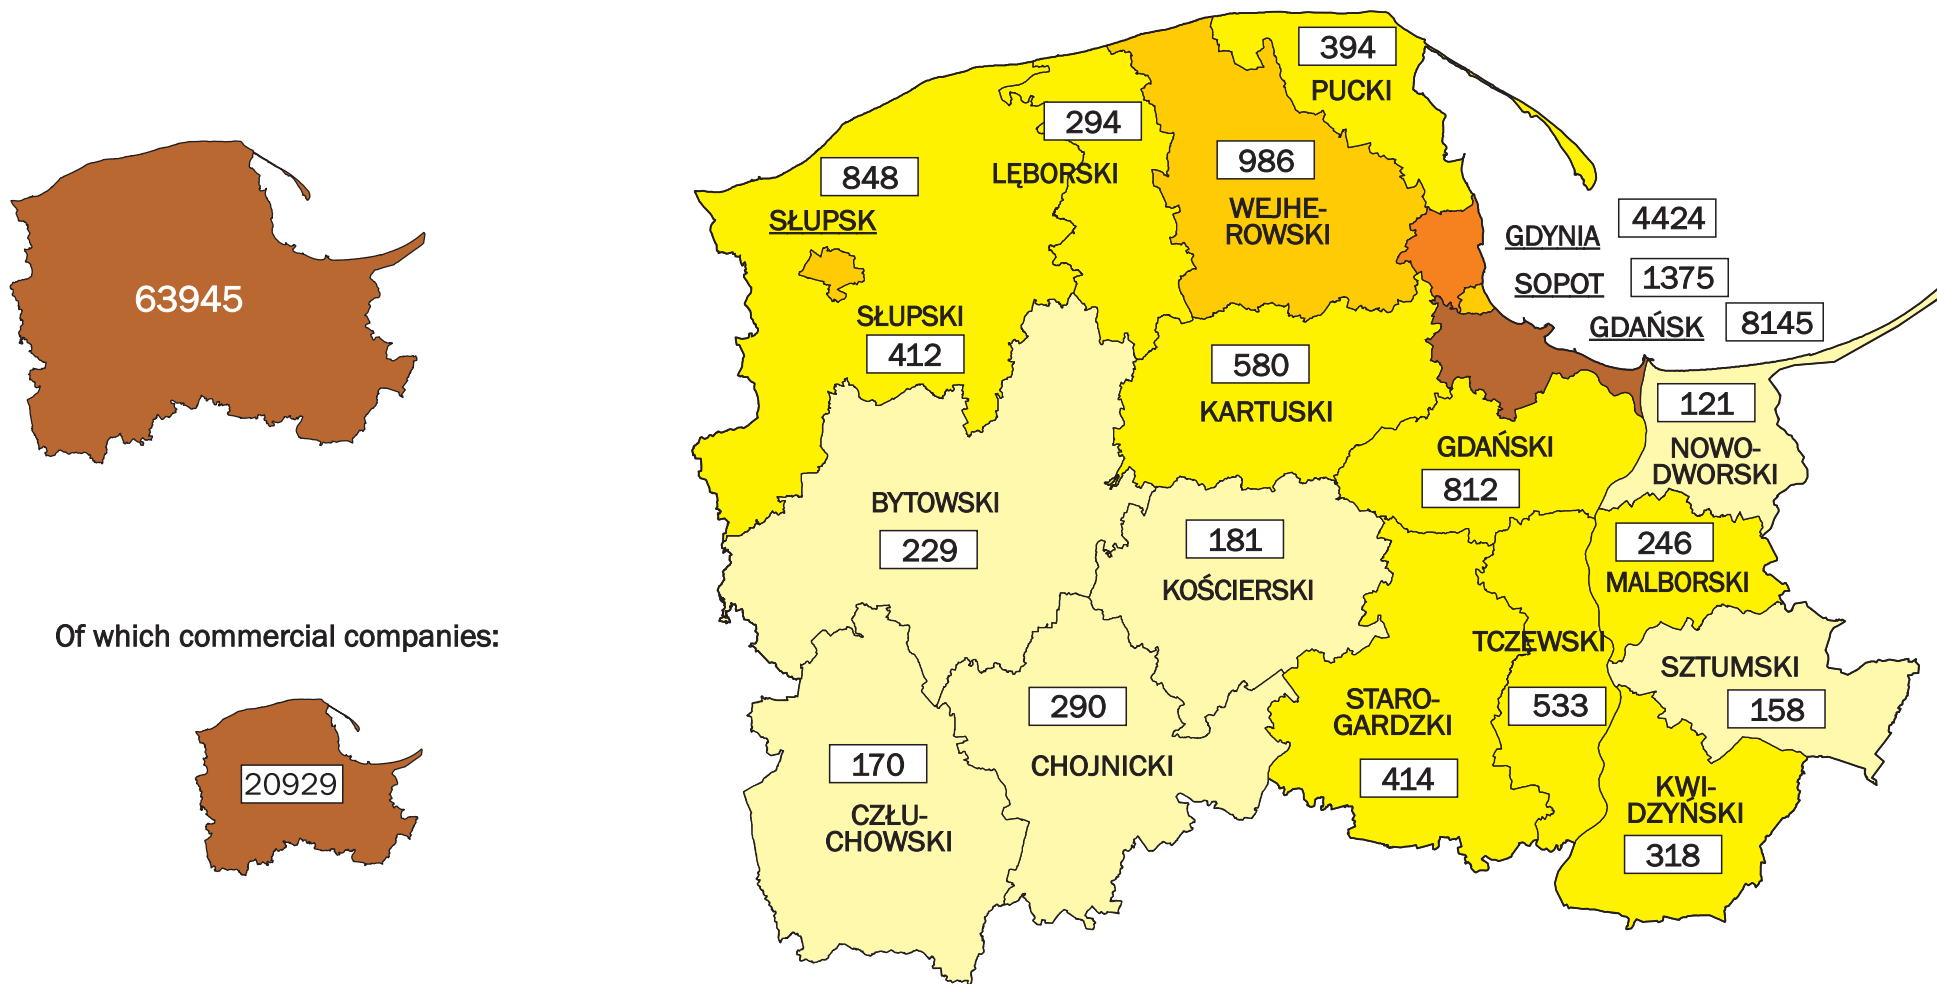 63945
Of which commercial companies:
20929
394
PUCKI
294
LĘBORSKI
986
WEJHE-
ROWSKI
848
SŁUPSK
GDYNIA 4424
SOPOT 1375
GDAŃSK 8145
SŁUPSKI
412
580
KARTUSKI
121
NOWO-
DWORSKI
GDAŃSKI
812
BYTOWSKI
229
181
KOŚCIERSKI
246
MALBORSKI
TCZEWSKI
533
SZTUMSKI
158
STARO-
GARDZKI
414
290
CHOJNICKI
170
CZŁU-
CHOWSKI
KWI-
DZYŃSKI
318